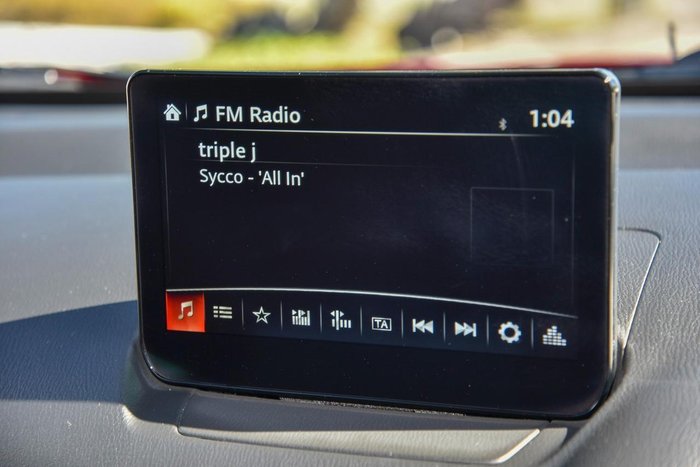 FM Radio 1:04
triple j
Sycco - 'All In'
TA